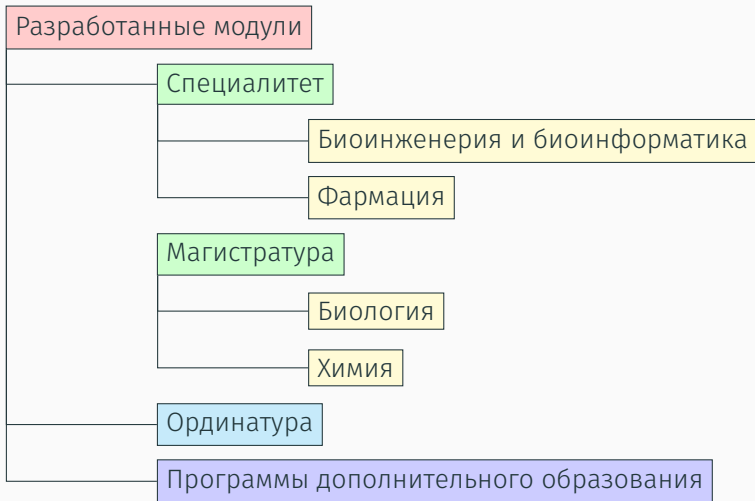 Разработанные модули
Специалитет
Биоинженерия и биоинформатика
Фармация
Магистратура
Биология
Химия
Ординатура
Программы дополнительного образования